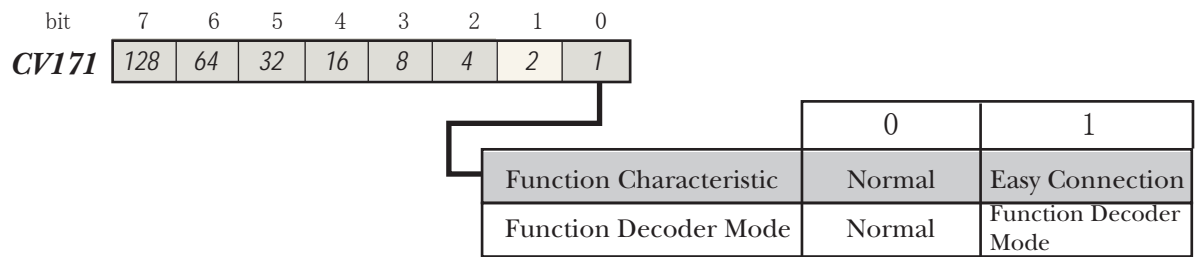 bit 7 6 5 4 3 2 1 0
CV171 128 64 32 16 8 4 2 1
0 1
Function Characteristic Normal Easy Connection
Function Decoder Mode Normal Function Decoder
Mode